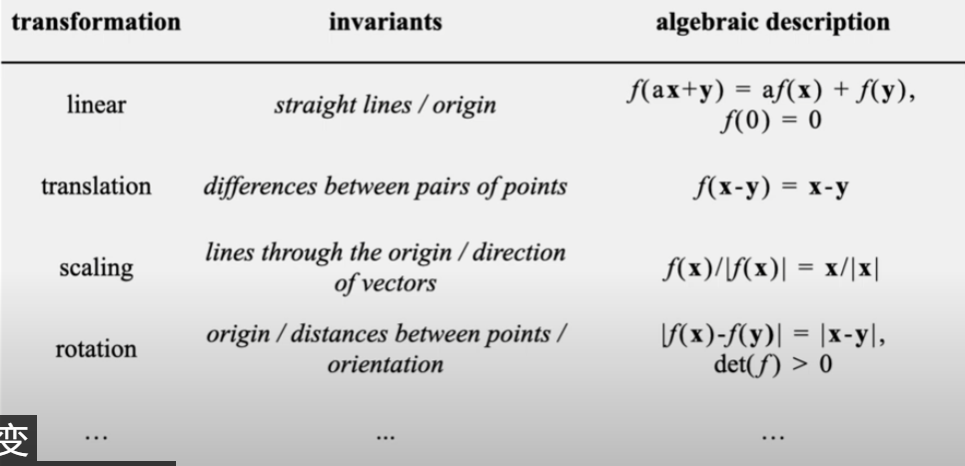 transformation invariants algebraic description
linear straight lines / origin f(ax+y) = af(x) + f(y),
f(0) = 0
translation differences between pairs of points f(x-y) = x-y
scaling lines through the origin / direction
of vectors f(x)/|f(x)| = x/|x|
rotation origin / distances between points /
orientation |f(x)-f(y)| = |x-y|,
det(f) > 0
... ... ...
变